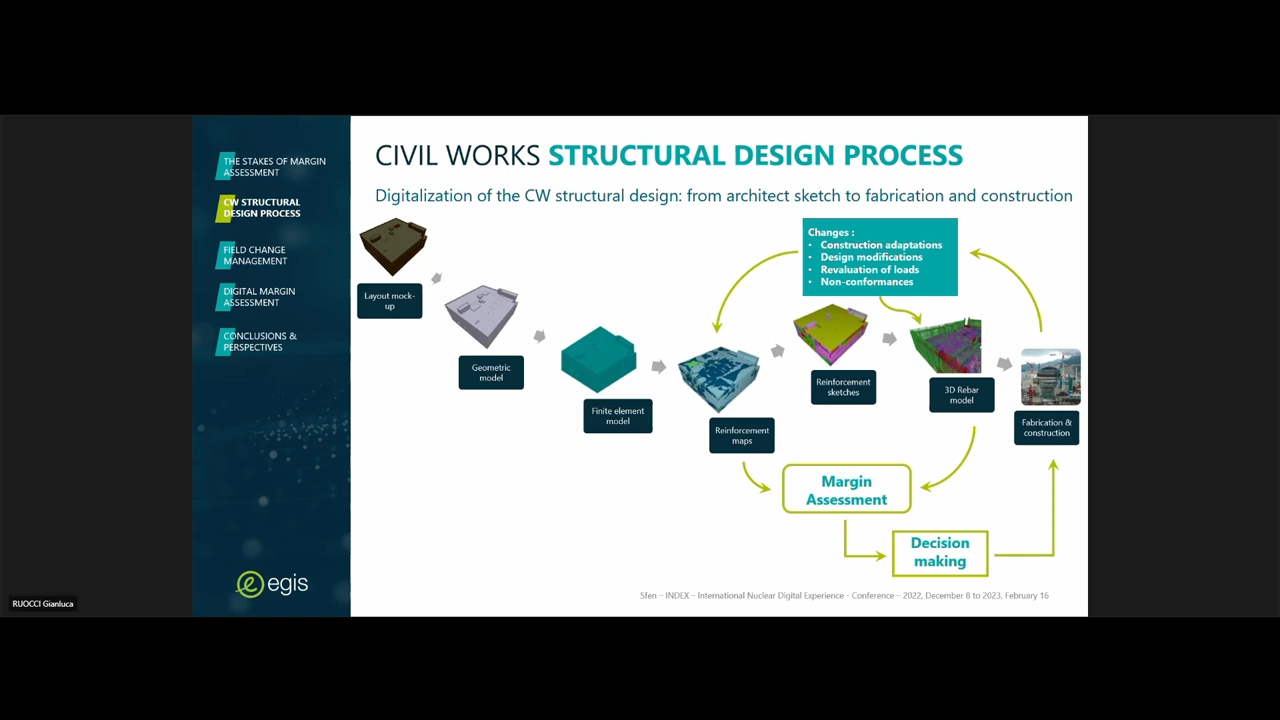 CIVIL WORKS STRUCTURAL DESIGN PROCESS
Digitalization of the CW structural design: from architect sketch to fabrication and construction
THE STAKES OF MARGIN
ASSESSMENT
CW STRUCTURAL
DESIGN PROCESS
FIELD CHANGE
MANAGEMENT
DIGITAL MARGIN
ASSESSMENT
CONCLUSIONS &
PERSPECTIVES
Layout mock-
up
Geometric
model
Finite element
model
Reinforcement
maps
Reinforcement
sketches
3D Rebar
model
Fabrication &
construction
Changes :
• Construction adaptations
• Design modifications
• Revaluation of loads
• Non-conformances
Margin
Assessment
Decision
making
egis
Sfen – INDEX – International Nuclear Digital Experience - Conference – 2022, December 8 to 2023, February 16
RUOCCI Gianluca